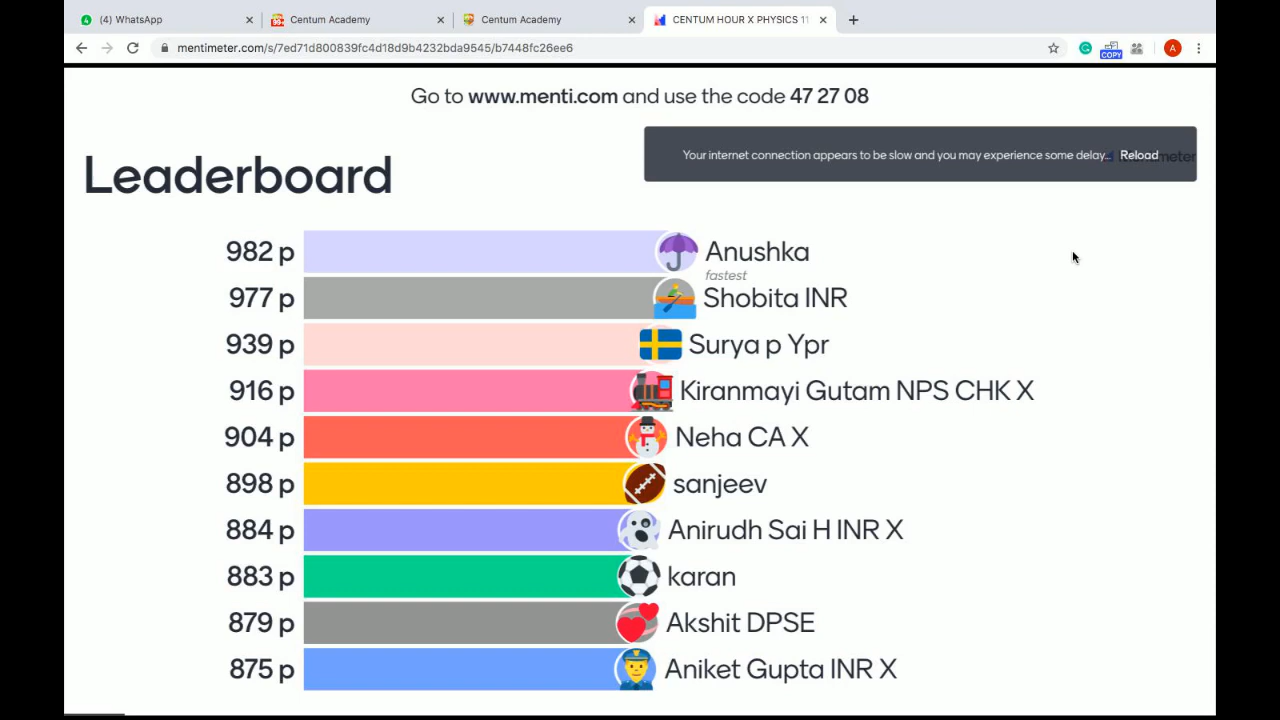 (4) WhatsApp
Centum Academy
Centum Academy
CENTUM HOUR X PHYSICS 11
mentimeter.com/s/7ed71d800839fc4d18d9b4232bda9545/b7448fc26ee6
COPY
A
Go to www.menti.com and use the code 47 27 08
Your internet connection appears to be slow and you may experience some delay. Reload
Leaderboard
982 p Anushka
fastest
977 p Shobita INR
939 p Surya p Ypr
916 p Kiranmayi Gutam NPS CHK X
904 p Neha CA X
898 p sanjeev
884 p Anirudh Sai H INR X
883 p karan
879 p Akshit DPSE
875 p Aniket Gupta INR X